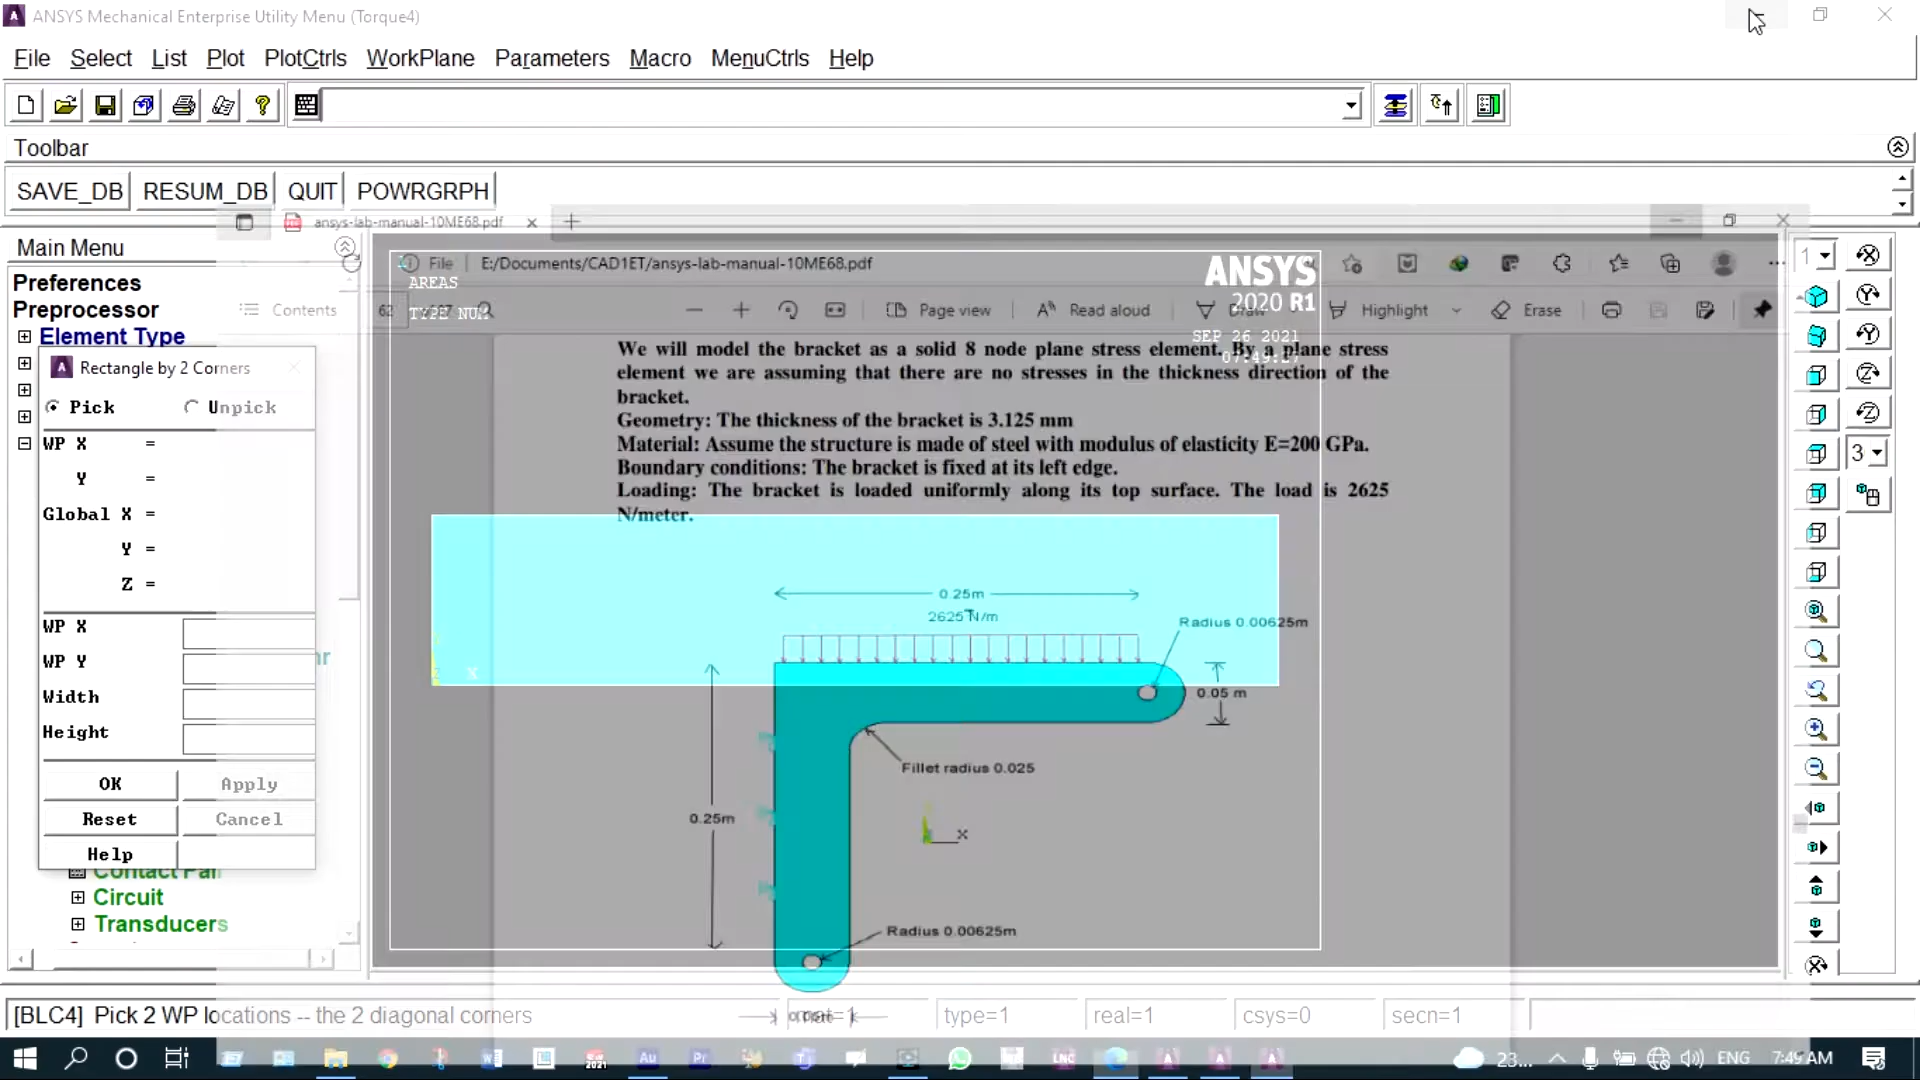 ANSYS Mechanical Enterprise Utility Menu (Torque4)
File Select List Plot PlotCtrls WorkPlane Parameters Macro MenuCtrls Help
Toolbar
SAVE_DB RESUM_DB QUIT POWRGRPH
ansys-lab-manual-10ME68.pdf
Main Menu
Preferences
Preprocessor
Element Type
Rectangle by 2 Corners
Pick Unpick
WP X =
Y =
Global X =
Y =
Z =
WP X
WP Y
Width
Height
OK Apply
Reset Cancel
Help
Circuit
Transducers
File E:/Documents/CAD1ET/ansys-lab-manual-10ME68.pdf
Contents
62
Page view
Read aloud
Draw
Highlight
Erase
AREAS
TYPE NUM
ANSYS
2020 R1
SEP 26 2021
We will model the bracket as a solid 8 node plane stress element. By a plane stress
element we are assuming that there are no stresses in the thickness direction of the
bracket.
Geometry: The thickness of the bracket is 3.125 mm
Material: Assume the structure is made of steel with modulus of elasticity E=200 GPa.
Boundary conditions: The bracket is fixed at its left edge.
Loading: The bracket is loaded uniformly along its top surface. The load is 2625
N/meter.
0.25m
2625 N/m
Radius 0.00625m
0.05 m
Fillet radius 0.025
X
X
0.25m
Radius 0.00625m
1
3
[BLC4] Pick 2 WP locations -- the 2 diagonal corners
mat=1
type=1
real=1
csys=0
secn=1
23...
ENG
7:49 AM